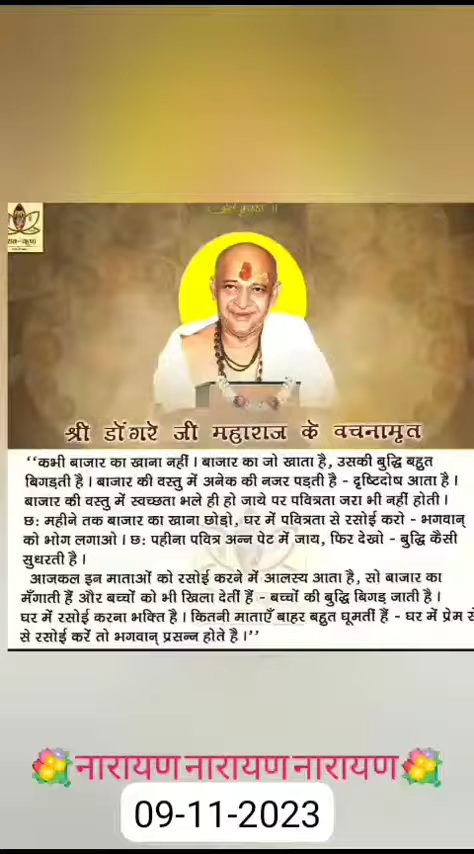 श्री डोंगरे जी महाराज के वचनामृत
“कभी बाजार का खाना नहीं । बाजार का जो खाता है, उसकी बुद्धि बहुत
बिगड़ती है । बाजार की वस्तु में अनेक की नजर पड़ती है - दृष्टिदोष आता है ।
बाजार की वस्तु में स्वच्छता भले ही हो जाये पर पवित्रता जरा भी नहीं होती ।
छः महीने तक बाजार का खाना छोड़ो, घर में पवित्रता से रसोई करो - भगवान्
को भोग लगाओ । छः पहीना पवित्र अन्न पेट में जाय, फिर देखो - बुद्धि कैसी
सुधरती है ।
आजकल इन माताओं को रसोई करने में आलस्य आता है, सो बाजार का
मँगाती हैं और बच्चों को भी खिला देतीं हैं - बच्चों की बुद्धि बिगड़ जाती है ।
घर में रसोई करना भक्ति है । कितनी माताएँ बाहर बहुत घूमतीं हैं - घर में प्रेम से
से रसोई करें तो भगवान् प्रसन्न होते है ।”
नारायण नारायण नारायण
09-11-2023